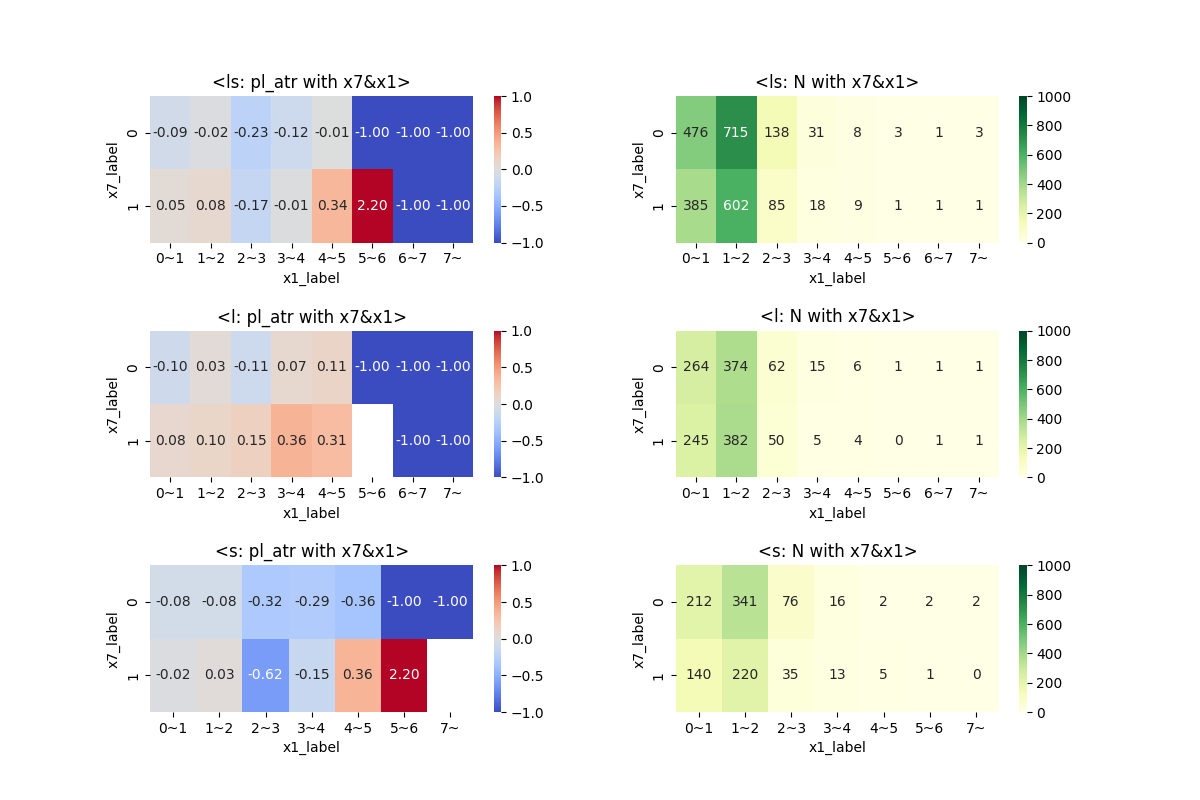 <ls: pl_atr with x7&x1>
<ls: N with x7&x1>
x7_label
0 -0.09 -0.02 -0.23 -0.12 -0.01 -1.00 -1.00 -1.00
1 0.05 0.08 -0.17 -0.01 0.34 2.20 -1.00 -1.00
0~1 1~2 2~3 3~4 4~5 5~6 6~7 7~
x1_label
1.0
0.5
0.0
−0.5
−1.0
x7_label
0 476 715 138 31 8 3 1 3
1 385 602 85 18 9 1 1 1
0~1 1~2 2~3 3~4 4~5 5~6 6~7 7~
x1_label
1000
800
600
400
200
0
<l: pl_atr with x7&x1>
<l: N with x7&x1>
x7_label
0 -0.10 0.03 -0.11 0.07 0.11 -1.00 -1.00 -1.00
1 0.08 0.10 0.15 0.36 0.31 -1.00 -1.00
0~1 1~2 2~3 3~4 4~5 5~6 6~7 7~
x1_label
1.0
0.5
0.0
−0.5
−1.0
x7_label
0 264 374 62 15 6 1 1 1
1 245 382 50 5 4 0 1 1
0~1 1~2 2~3 3~4 4~5 5~6 6~7 7~
x1_label
1000
800
600
400
200
0
<s: pl_atr with x7&x1>
<s: N with x7&x1>
x7_label
0 -0.08 -0.08 -0.32 -0.29 -0.36 -1.00 -1.00
1 -0.02 0.03 -0.62 -0.15 0.36 2.20
0~1 1~2 2~3 3~4 4~5 5~6 7~
x1_label
1.0
0.5
0.0
−0.5
−1.0
x7_label
0 212 341 76 16 2 2 2
1 140 220 35 13 5 1 0
0~1 1~2 2~3 3~4 4~5 5~6 7~
x1_label
1000
800
600
400
200
0